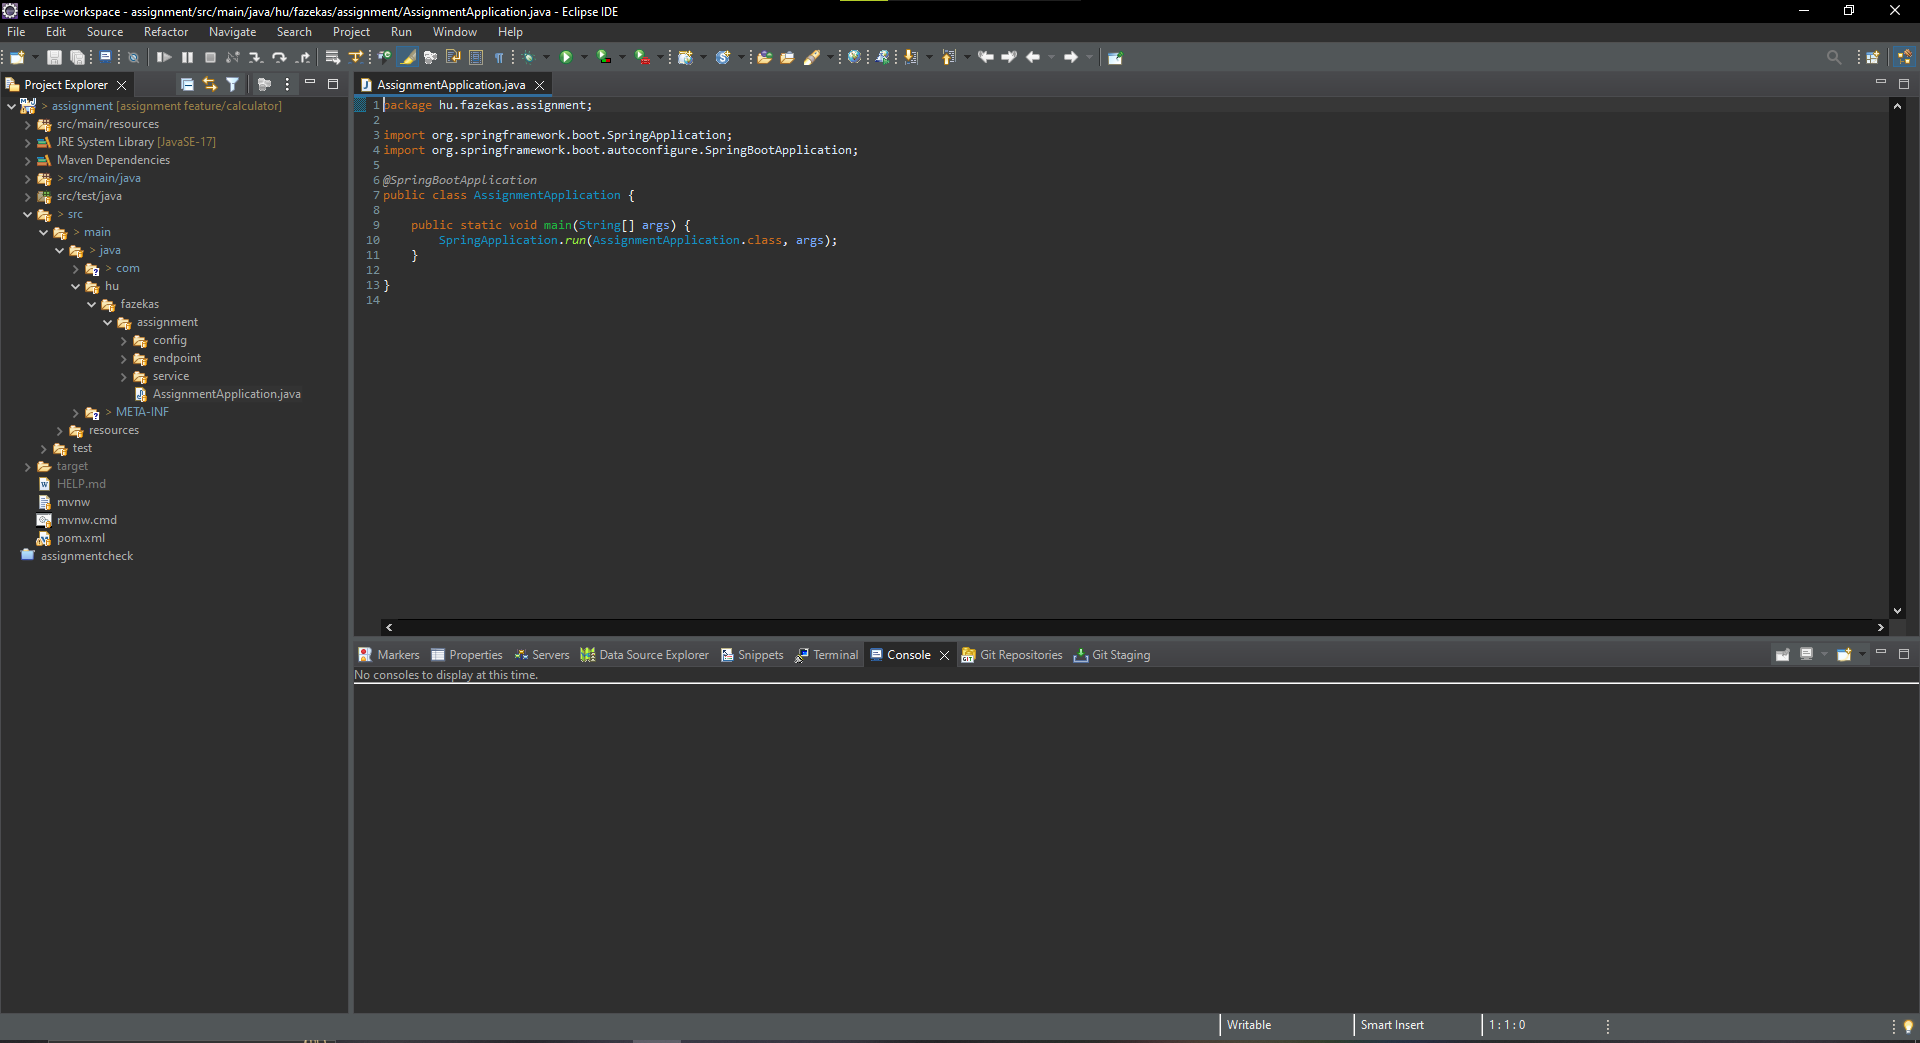 eclipse-workspace - assignment/src/main/java/hu/fazekas/assignment/AssignmentApplication.java - Eclipse IDE
File Edit Source Refactor Navigate Search Project Run Window Help
Project Explorer
> assignment [assignment feature/calculator]
src/main/resources
JRE System Library [JavaSE-17]
Maven Dependencies
> src/main/java
src/test/java
> src
> main
> java
> com
hu
fazekas
assignment
config
endpoint
service
AssignmentApplication.java
> META-INF
resources
test
target
HELP.md
mvnw
mvnw.cmd
pom.xml
assignmentcheck
AssignmentApplication.java
1 package hu.fazekas.assignment;
2
3 import org.springframework.boot.SpringApplication;
4 import org.springframework.boot.autoconfigure.SpringBootApplication;
5
6 @SpringBootApplication
7 public class AssignmentApplication {
8
9 public static void main(String[] args) {
10 SpringApplication.run(AssignmentApplication.class, args);
11 }
12
13 }
14
Markers Properties Servers Data Source Explorer Snippets Terminal Console Git Repositories Git Staging
No consoles to display at this time.
Writable Smart Insert 1 : 1 : 0